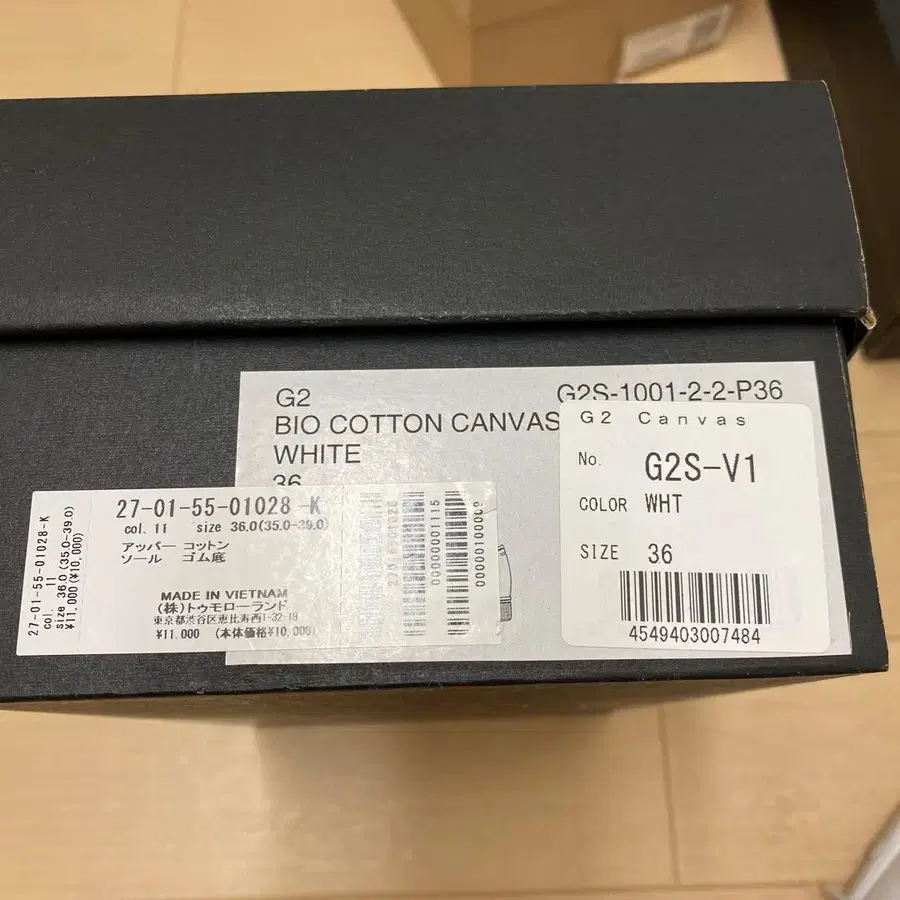 G2
G2S-1001-2-2-P36
BIO COTTON CANVAS
WHITE
36
G2 Canvas
No. G2S-V1
COLOR WHT
SIZE 36
4549403007484
27-01-55-01028-K
col. 11 size 36.0(35.0-39.0)
アッパー コットン
ソール ゴム底
MADE IN VIETNAM
(株)トゥモローランド
東京都渋谷区恵比寿西1-32-18
¥11,000 (本体価格¥10,000)
27-01-55-01028-K
col. 11
size 36.0(35.0-39.0)
¥11,000(¥10,000)
00000001115